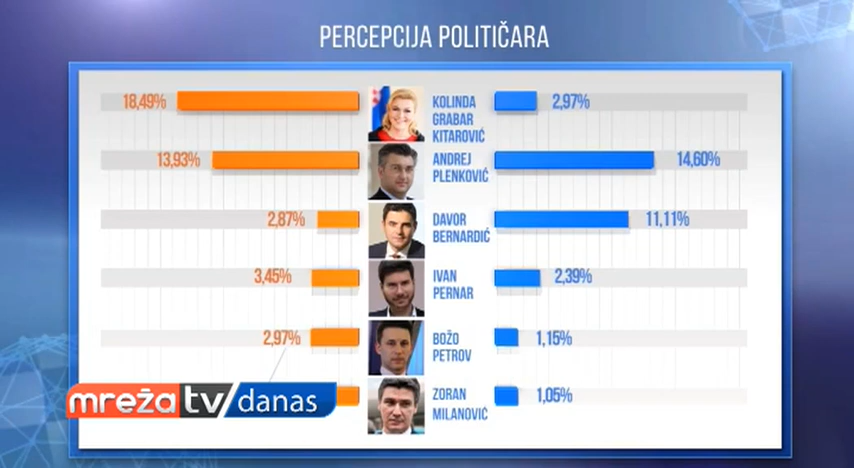 PERCEPCIJA POLITIČARA
18,49%
KOLINDA
GRABAR
KITAROVIĆ
2,97%
13,93%
ANDREJ
PLENKOVIĆ
14,60%
2,87%
DAVOR
BERNARDIĆ
11,11%
3,45%
IVAN
PERNAR
2,39%
2,97%
BOŽO
PETROV
1,15%
mreža tv danas
ZORAN
MILANOVIĆ
1,05%